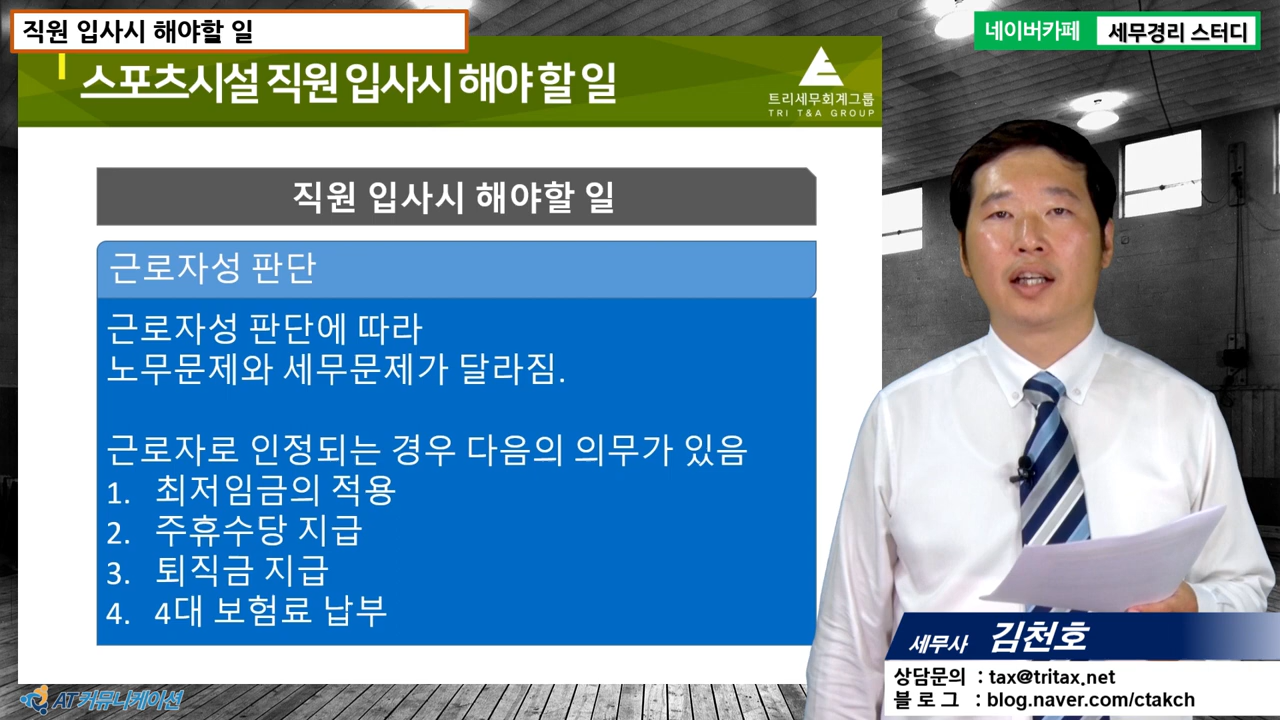 직원 입사시 해야할 일
네이버카페 세무경리 스터디
스포츠시설 직원 입사시 해야 할 일
트리세무회계그룹
TRI T&A GROUP
직원 입사시 해야할 일
근로자성 판단
근로자성 판단에 따라
노무문제와 세무문제가 달라짐.
근로자로 인정되는 경우 다음의 의무가 있음
1. 최저임금의 적용
2. 주휴수당 지급
3. 퇴직금 지급
4. 4대 보험료 납부
세무사 김천호
상담문의 : tax@tritax.net
블로그 : blog.naver.com/ctakch
AT커뮤니케이션